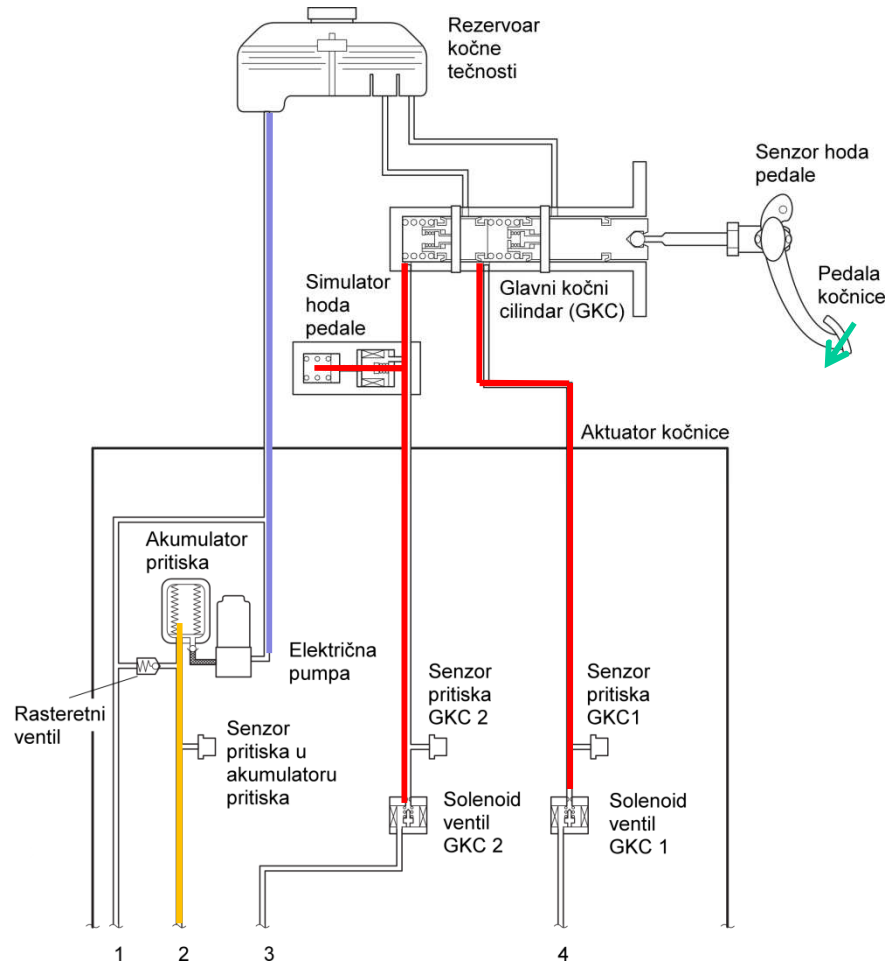 Rezervoar
kočne
tečnosti
Senzor hoda
pedale
Pedala
kočnice
Simulator
hoda
pedale
Glavni kočni
cilindar (GKC)
Aktuator kočnice
Akumulator
pritiska
Električna
pumpa
Rasteretni
ventil
Senzor
pritiska u
akumulatoru
pritiska
Senzor
pritiska
GKC 2
Senzor
pritiska
GKC1
Solenoid
ventil
GKC 2
Solenoid
ventil
GKC 1
1 2 3 4